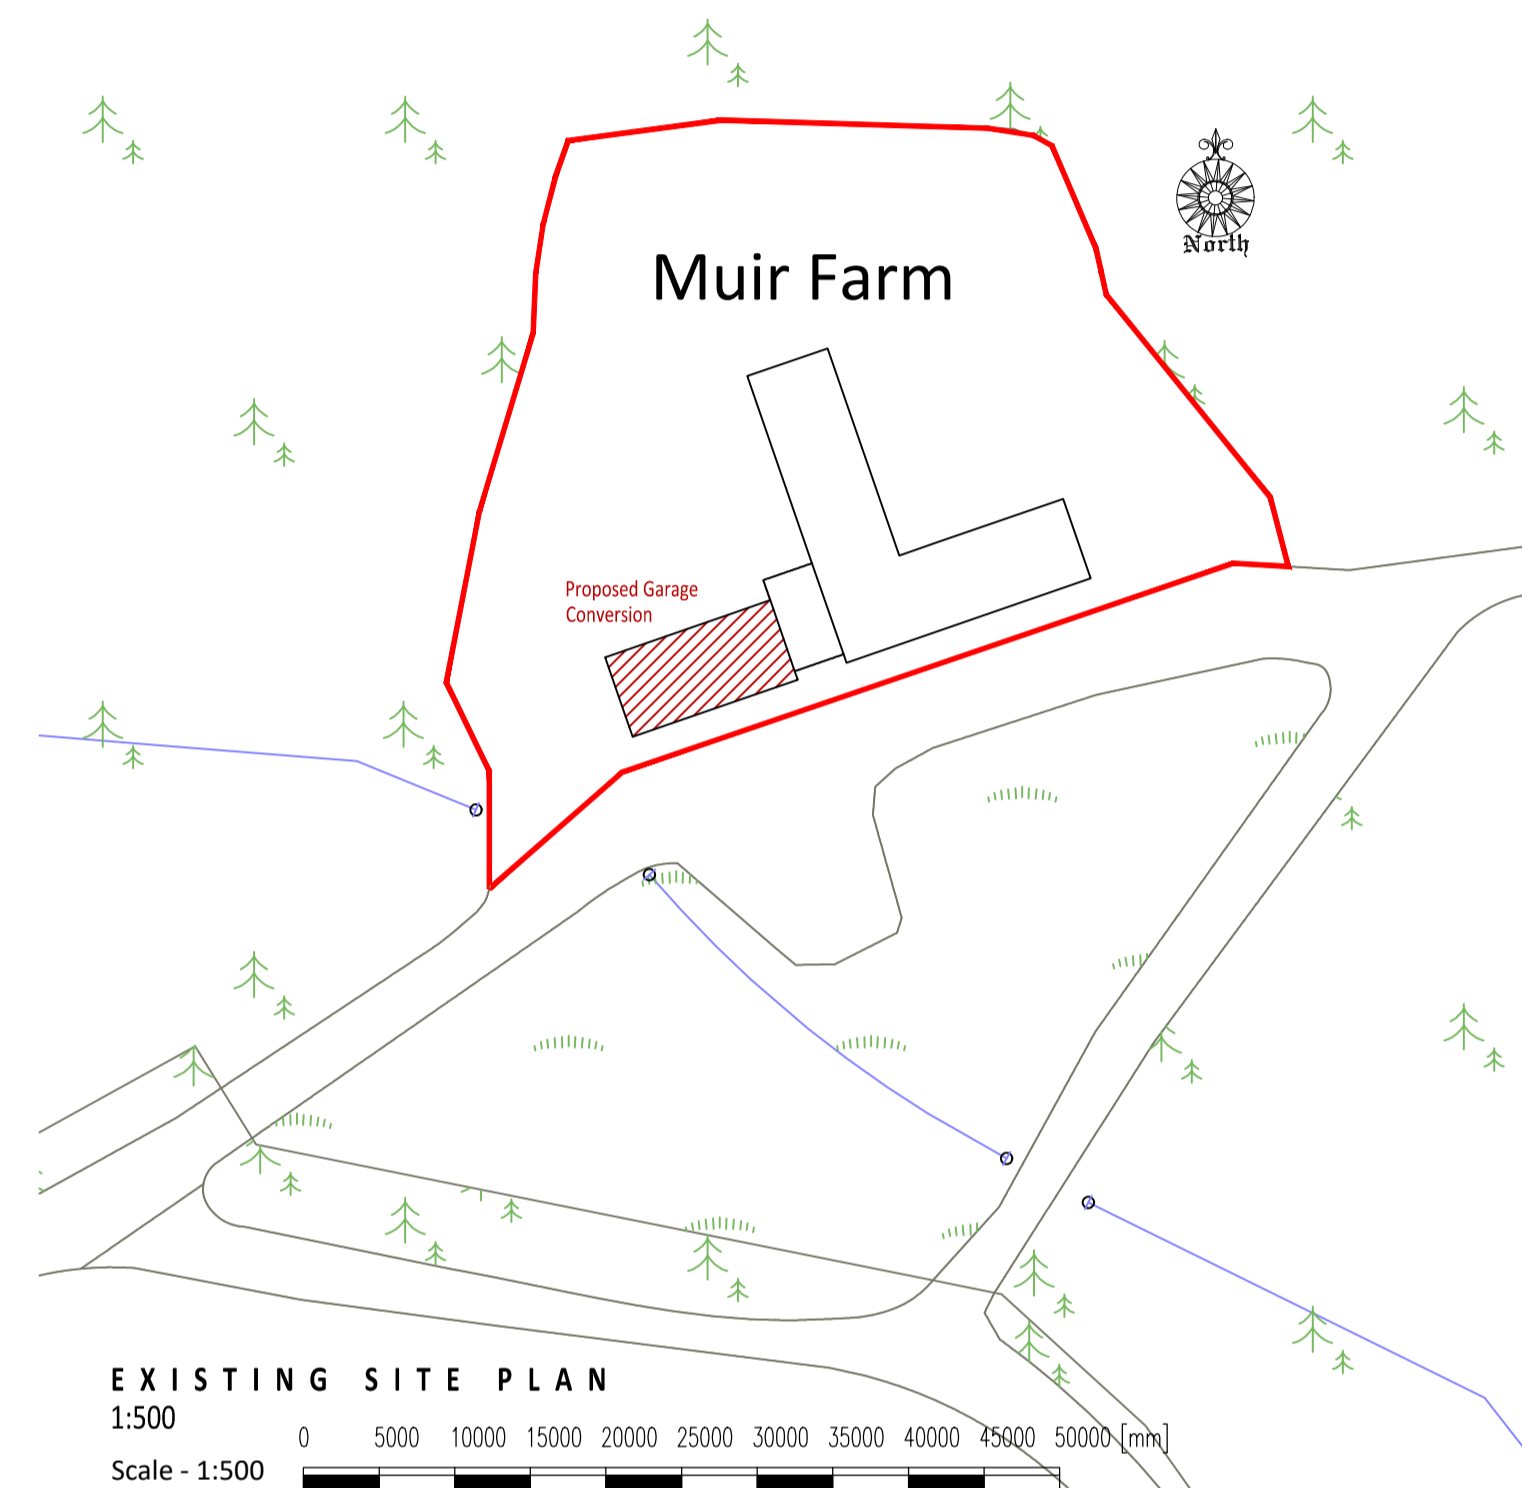 North
Muir Farm
Proposed Garage
Conversion
EXISTING SITE PLAN
1:500
0 5000 10000 15000 20000 25000 30000 35000 40000 45000 50000 [mm]
Scale - 1:500